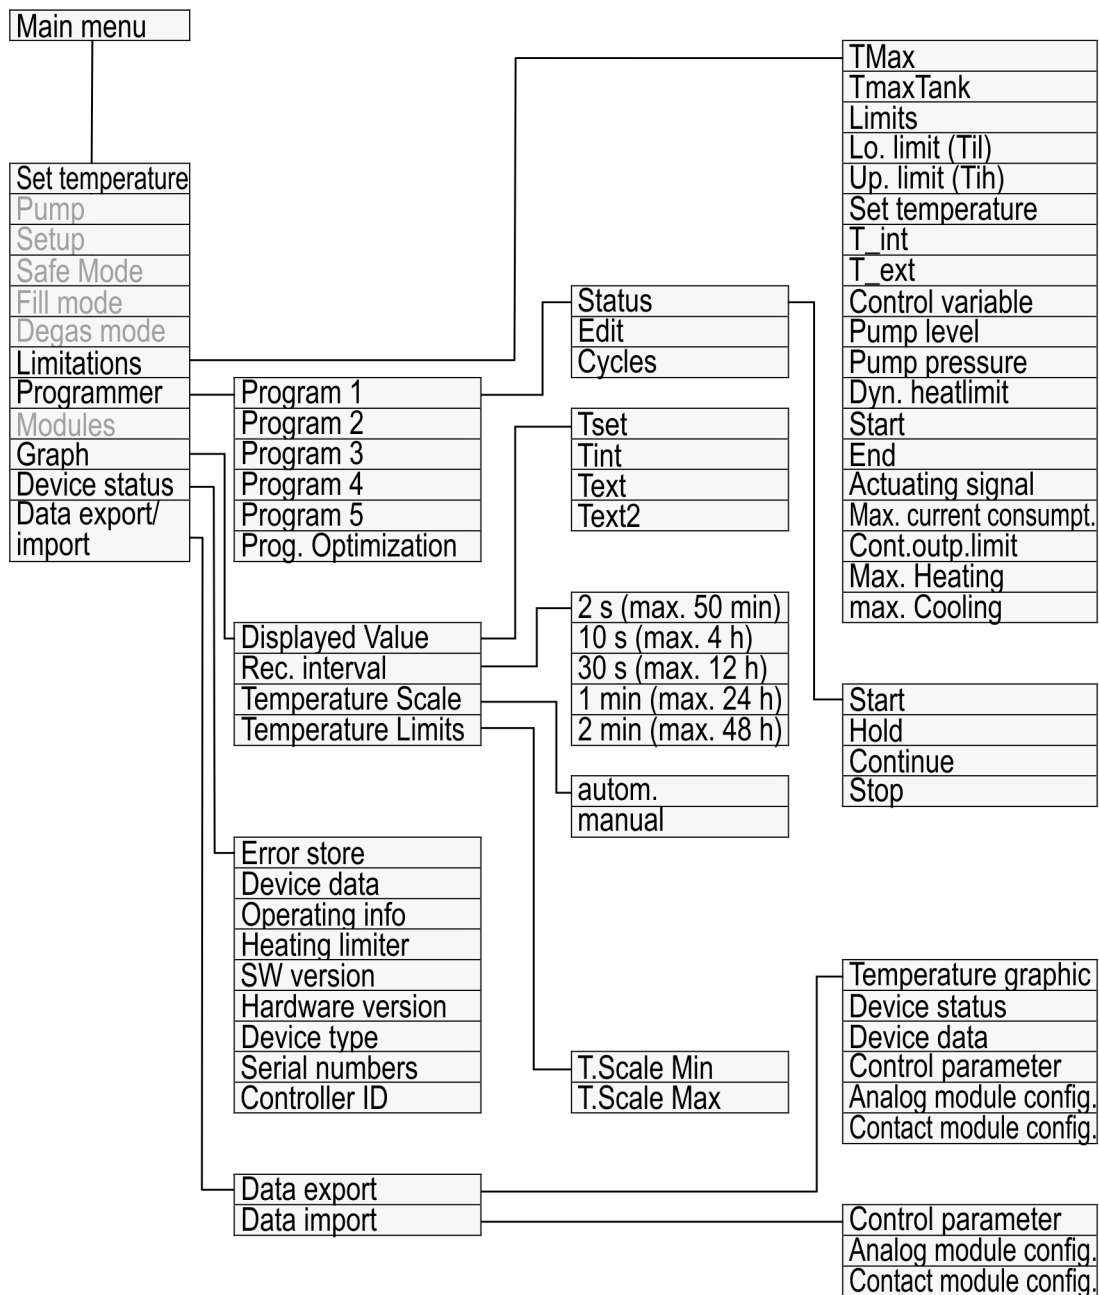 Main menu
Set temperature
Pump
Setup
Safe Mode
Fill mode
Degas mode
Limitations
Programmer
Modules
Graph
Device status
Data export/
import
Program 1
Program 2
Program 3
Program 4
Program 5
Prog. Optimization
Displayed Value
Rec. interval
Temperature Scale
Temperature Limits
Error store
Device data
Operating info
Heating limiter
SW version
Hardware version
Device type
Serial numbers
Controller ID
Data export
Data import
Status
Edit
Cycles
Tset
Tint
Text
Text2
2 s (max. 50 min)
10 s (max. 4 h)
30 s (max. 12 h)
1 min (max. 24 h)
2 min (max. 48 h)
autom.
manual
T.Scale Min
T.Scale Max
TMax
TmaxTank
Limits
Lo. limit (Til)
Up. limit (Tih)
Set temperature
T_int
T_ext
Control variable
Pump level
Pump pressure
Dyn. heatlimit
Start
End
Actuating signal
Max. current consumpt.
Cont.outp.limit
Max. Heating
max. Cooling
Start
Hold
Continue
Stop
Temperature graphic
Device status
Device data
Control parameter
Analog module config.
Contact module config.
Control parameter
Analog module config.
Contact module config.